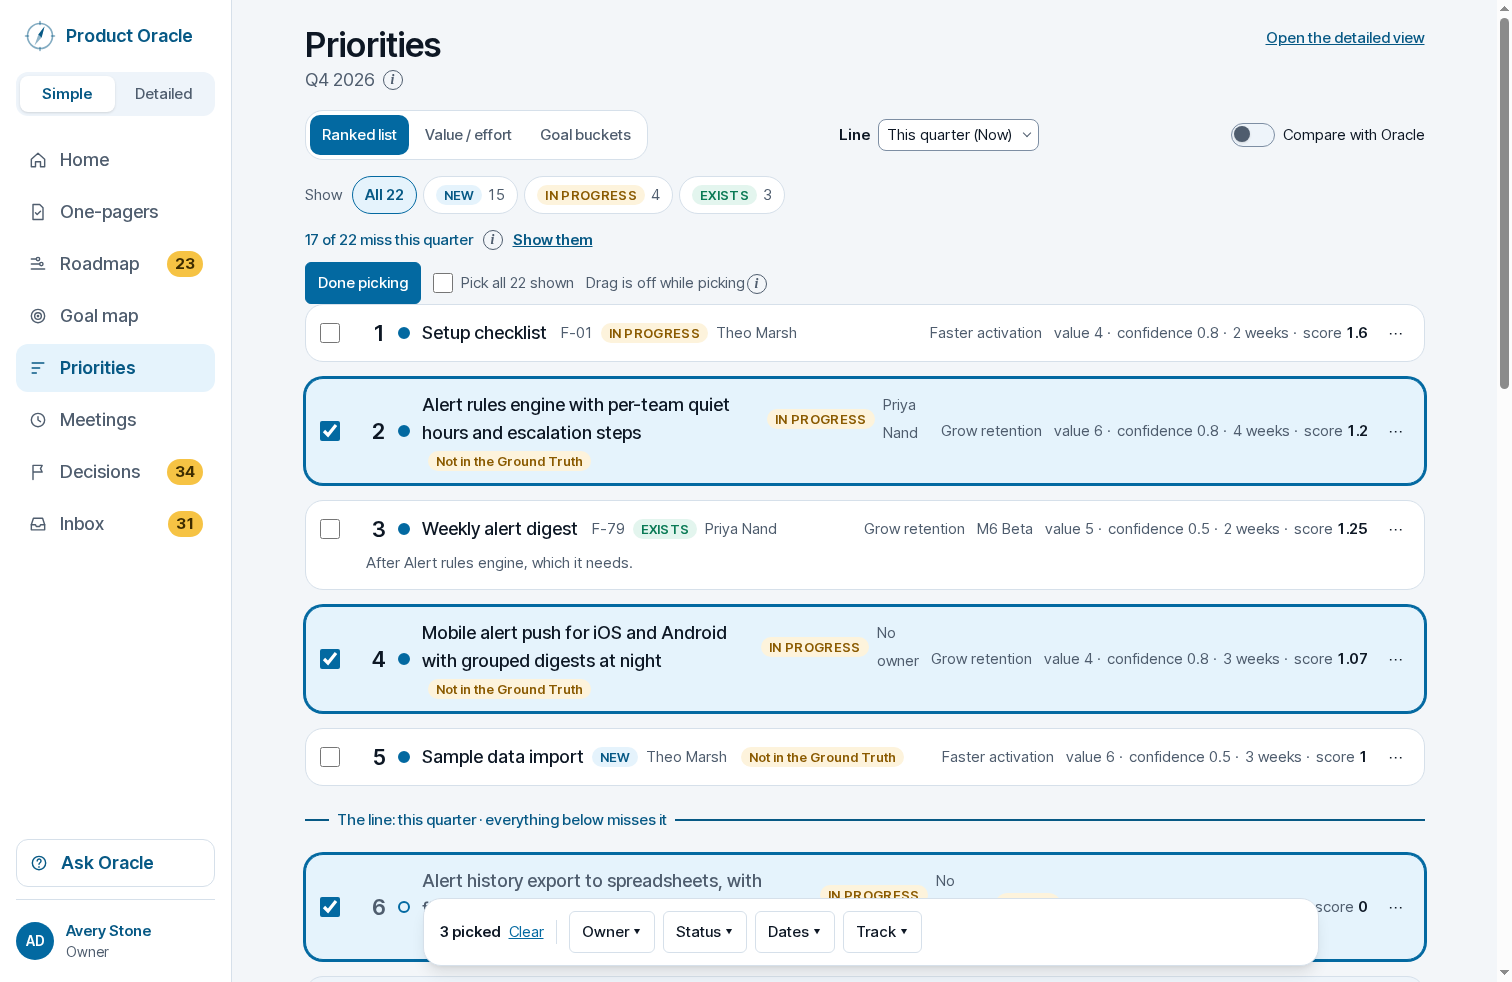 Product Oracle
Simple
Detailed
Home
One-pagers
Roadmap 23
Goal map
Priorities
Meetings
Decisions 34
Inbox 31
Ask Oracle
AD
Avery Stone
Owner
Priorities
Open the detailed view
Q4 2026 i
Ranked list
Value / effort
Goal buckets
Line
This quarter (Now)
Compare with Oracle
Show
All 22
NEW 15
IN PROGRESS 4
EXISTS 3
17 of 22 miss this quarter i Show them
Done picking
Pick all 22 shown
Drag is off while picking i
1 Setup checklist F-01 IN PROGRESS Theo Marsh Faster activation value 4 · confidence 0.8 · 2 weeks · score 1.6 ...
2 Alert rules engine with per-team quiet
hours and escalation steps
Not in the Ground Truth
IN PROGRESS
Priya
Nand
Grow retention value 6 · confidence 0.8 · 4 weeks · score 1.2 ...
3 Weekly alert digest F-79 EXISTS Priya Nand Grow retention M6 Beta value 5 · confidence 0.5 · 2 weeks · score 1.25 ...
After Alert rules engine, which it needs.
4 Mobile alert push for iOS and Android
with grouped digests at night
Not in the Ground Truth
IN PROGRESS
No
owner
Grow retention value 4 · confidence 0.8 · 3 weeks · score 1.07 ...
5 Sample data import NEW Theo Marsh Not in the Ground Truth Faster activation value 6 · confidence 0.5 · 3 weeks · score 1 ...
The line: this quarter · everything below misses it
6 Alert history export to spreadsheets, with
IN PROGRESS
No
score 0 ...
3 picked Clear
Owner ▾
Status ▾
Dates ▾
Track ▾